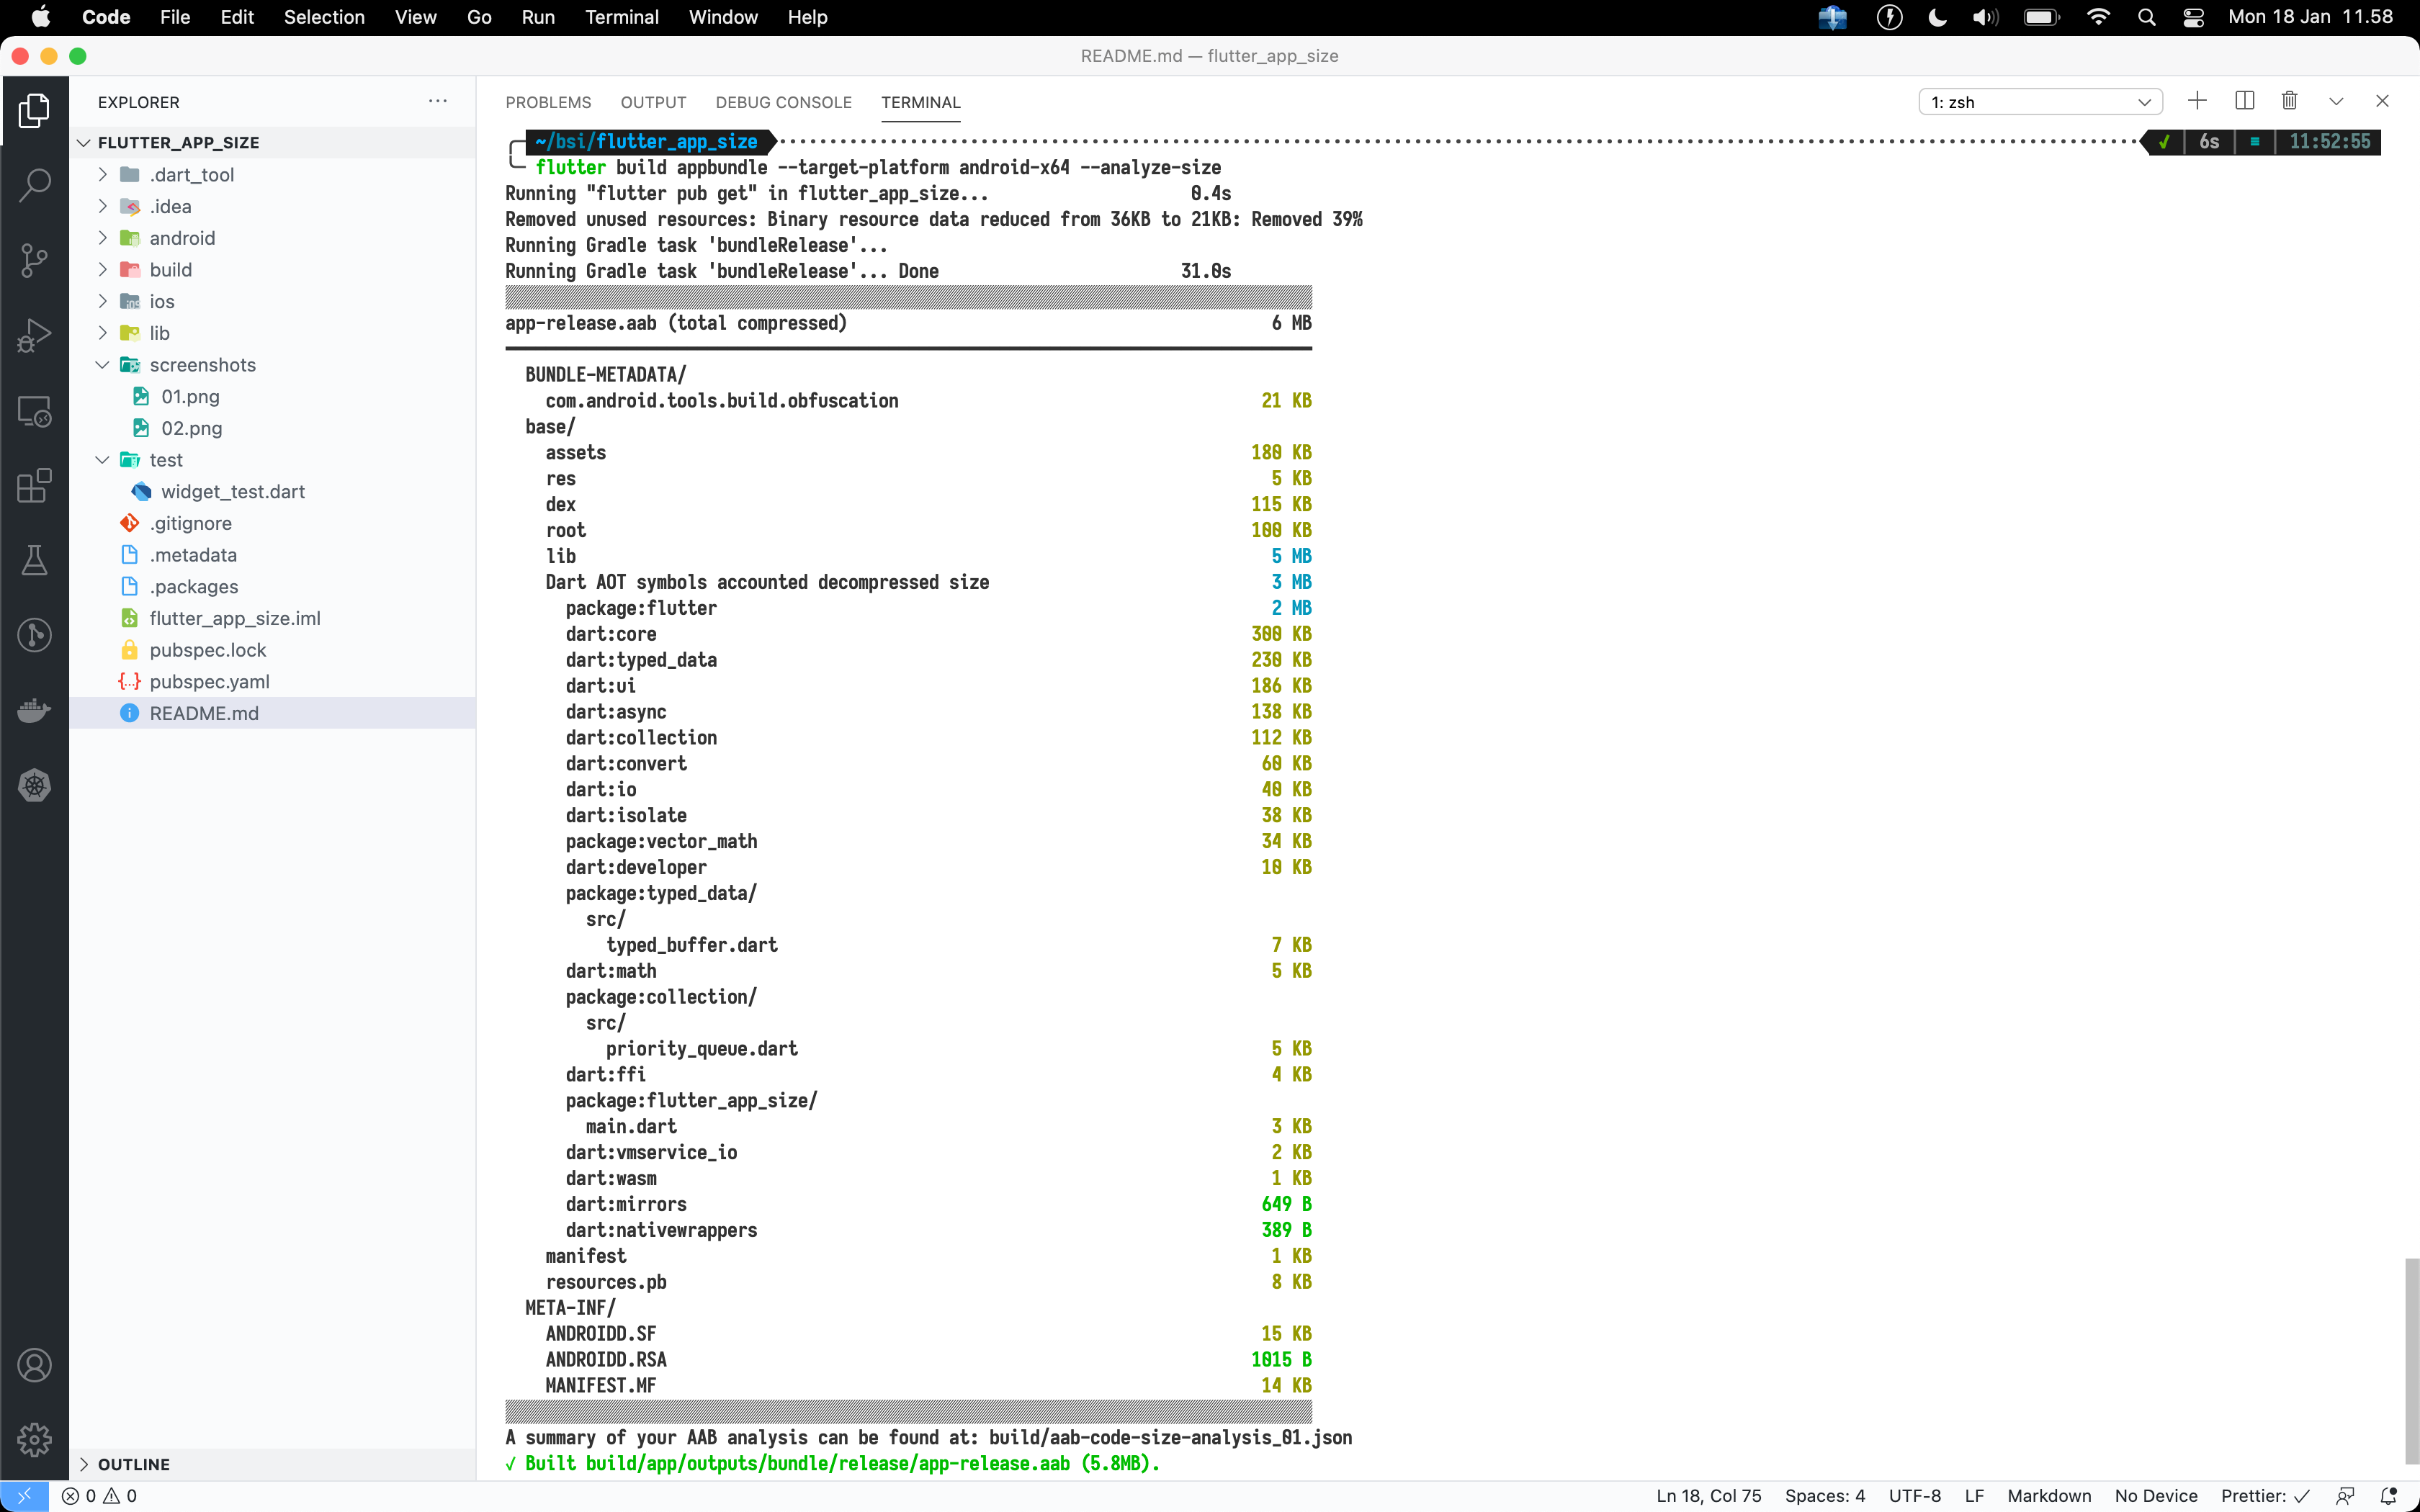 Code File Edit Selection View Go Run Terminal Window Help Mon 18 Jan 11.58
README.md — flutter_app_size
EXPLORER
FLUTTER_APP_SIZE
.dart_tool
.idea
android
build
ios
lib
screenshots
01.png
02.png
test
widget_test.dart
.gitignore
.metadata
.packages
flutter_app_size.iml
pubspec.lock
pubspec.yaml
README.md
OUTLINE
PROBLEMS OUTPUT DEBUG CONSOLE TERMINAL 1: zsh
~/bsi/flutter_app_size ✓ 6s ≡ 11:52:55
flutter build appbundle --target-platform android-x64 --analyze-size
Running "flutter pub get" in flutter_app_size... 0.4s
Removed unused resources: Binary resource data reduced from 36KB to 21KB: Removed 39%
Running Gradle task 'bundleRelease'...
Running Gradle task 'bundleRelease'... Done 31.0s
app-release.aab (total compressed) 6 MB
BUNDLE-METADATA/
com.android.tools.build.obfuscation 21 KB
base/
assets 180 KB
res 5 KB
dex 115 KB
root 100 KB
lib 5 MB
Dart AOT symbols accounted decompressed size 3 MB
package:flutter 2 MB
dart:core 300 KB
dart:typed_data 230 KB
dart:ui 186 KB
dart:async 138 KB
dart:collection 112 KB
dart:convert 60 KB
dart:io 40 KB
dart:isolate 38 KB
package:vector_math 34 KB
dart:developer 10 KB
package:typed_data/
src/
typed_buffer.dart 7 KB
dart:math 5 KB
package:collection/
src/
priority_queue.dart 5 KB
dart:ffi 4 KB
package:flutter_app_size/
main.dart 3 KB
dart:vmservice_io 2 KB
dart:wasm 1 KB
dart:mirrors 649 B
dart:nativewrappers 389 B
manifest 1 KB
resources.pb 8 KB
META-INF/
ANDROIDD.SF 15 KB
ANDROIDD.RSA 1015 B
MANIFEST.MF 14 KB
A summary of your AAB analysis can be found at: build/aab-code-size-analysis_01.json
✓ Built build/app/outputs/bundle/release/app-release.aab (5.8MB).
0 0 Ln 18, Col 75 Spaces: 4 UTF-8 LF Markdown No Device Prettier: ✓